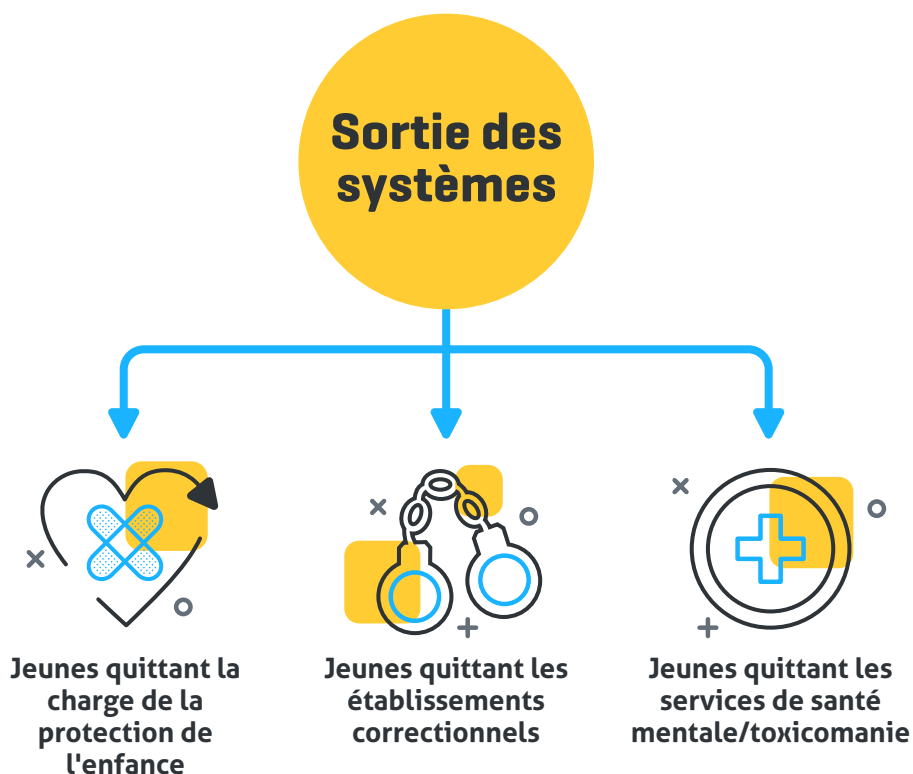 Sortie des
systèmes
Jeunes quittant la
charge de la
protection de
l'enfance
Jeunes quittant les
établissements
correctionnels
Jeunes quittant les
services de santé
mentale/toxicomanie